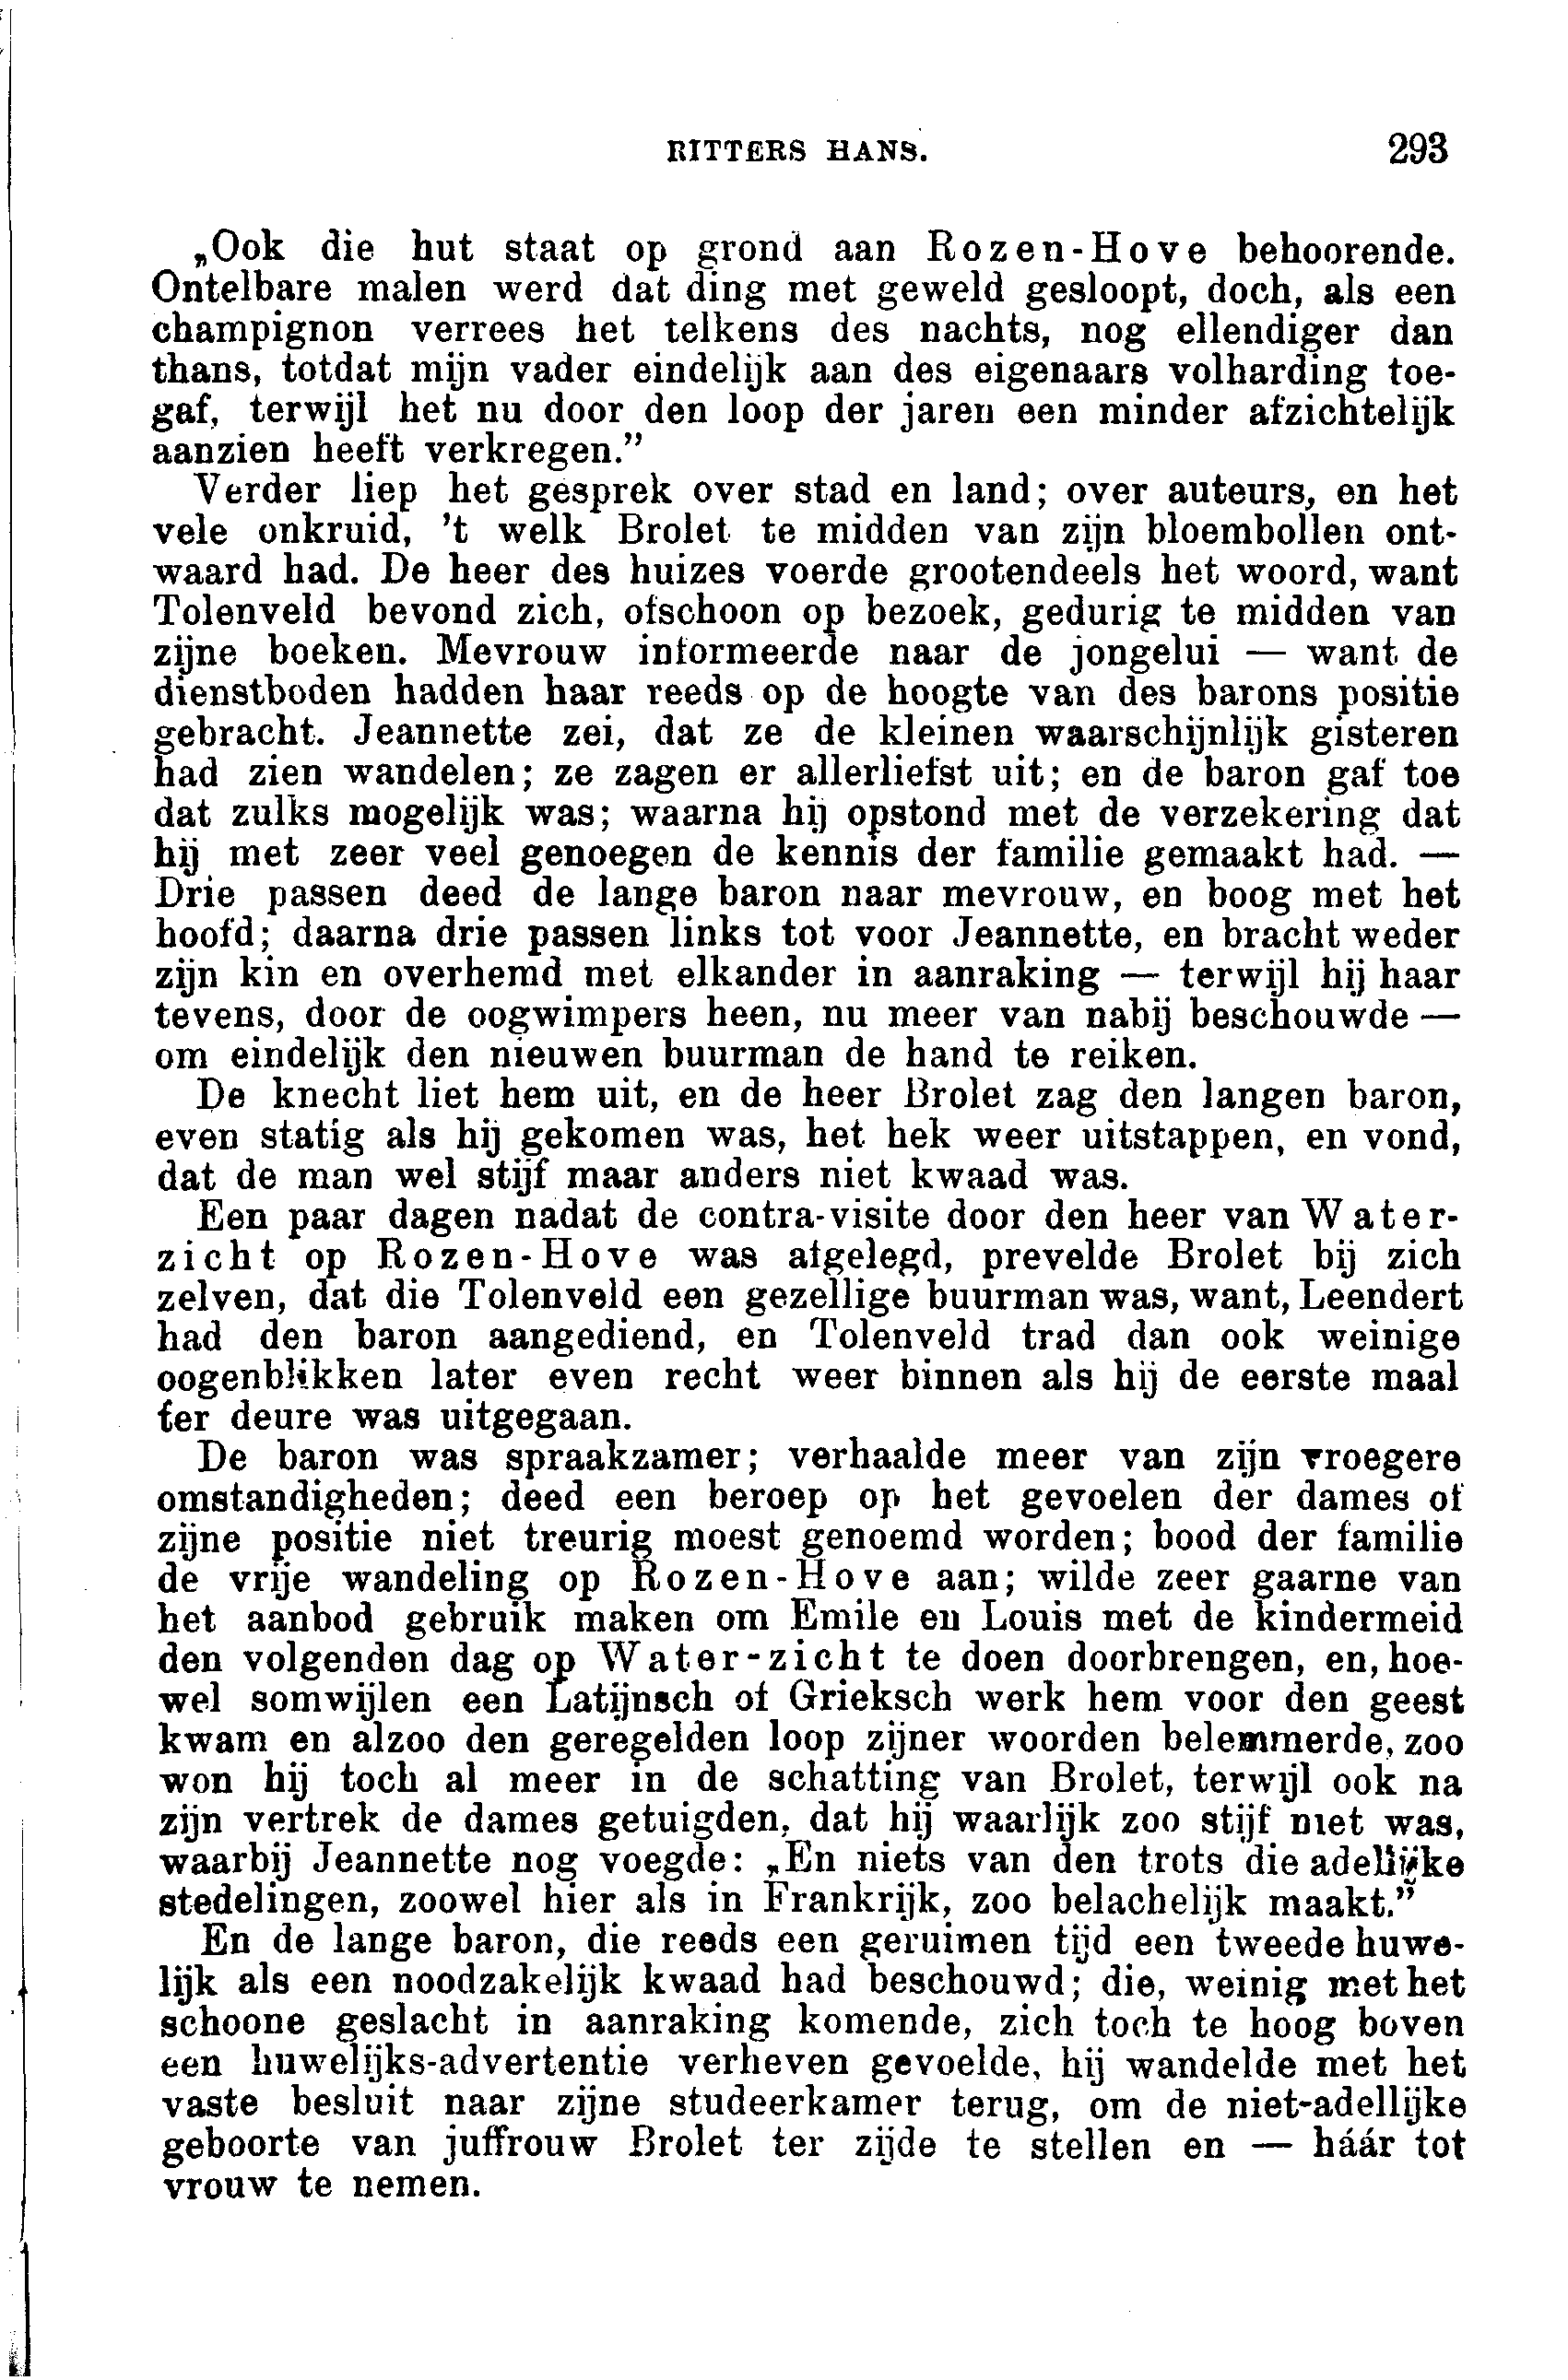 RITTERS HANS. 293
„Ook die hut staat op grond aan Rozen-Hove behoorende.
Ontelbare malen werd dat ding met geweld gesloopt, doch, als een
champignon verrees het telkens des nachts, nog ellendiger dan
thans, totdat mijn vader eindelijk aan des eigenaars volharding toe-
gaf, terwijl het nu door den loop der jaren een minder afzichtelijk
aanzien heeft verkregen.”
Verder liep het gesprek over stad en land; over auteurs, en het
vele onkruid, 't welk Brolet te midden van zijn bloembollen ont-
waard had. De heer des huizes voerde grootendeels het woord, want
Tolenveld bevond zich, ofschoon op bezoek, gedurig te midden van
zijne boeken. Mevrouw informeerde naar de jongelui — want de
dienstboden hadden haar reeds op de hoogte van des barons positie
gebracht. Jeannette zei, dat ze de kleinen waarschijnlijk gisteren
had zien wandelen; ze zagen er allerliefst uit; en de baron gaf toe
dat zulks mogelijk was; waarna hij opstond met de verzekering dat
hij met zeer veel genoegen de kennis der familie gemaakt had. —
Drie passen deed de lange baron naar mevrouw, en boog met het
hoofd; daarna drie passen links tot voor Jeannette, en bracht weder
zijn kin en overhemd met elkander in aanraking — terwijl hij haar
tevens, door de oogwimpers heen, nu meer van nabij beschouwde —
om eindelijk den nieuwen buurman de hand te reiken.
De knecht liet hem uit, en de heer Brolet zag den langen baron,
even statig als hij gekomen was, het hek weer uitstappen, en vond,
dat de man wel stijf maar anders niet kwaad was.
Een paar dagen nadat de contra-visite door den heer van Water-
zicht op Rozen-Hove was afgelegd, prevelde Brolet bij zich
zelven, dat die Tolenveld een gezellige buurman was, want, Leendert
had den baron aangediend, en Tolenveld trad dan ook weinige
oogenblikken later even recht weer binnen als hij de eerste maal
ter deure was uitgegaan.
De baron was spraakzamer; verhaalde meer van zijn vroegere
omstandigheden; deed een beroep op het gevoelen der dames of
zijne positie niet treurig moest genoemd worden; bood der familie
de vrije wandeling op Rozen-Hove aan; wilde zeer gaarne van
het aanbod gebruik maken om Emile en Louis met de kindermeid
den volgenden dag op Water-zicht te doen doorbrengen, en, hoe-
wel somwijlen een Latijnsch of Grieksch werk hem voor den geest
kwam en alzoo den geregelden loop zijner woorden belemmerde, zoo
won hij toch al meer in de schatting van Brolet, terwijl ook na
zijn vertrek de dames getuigden, dat hij waarlijk zoo stijf niet was,
waarbij Jeannette nog voegde: „En niets van den trots die adellijke
stedelingen, zoowel hier als in Frankrijk, zoo belachelijk maakt.”
En de lange baron, die reeds een geruimen tijd een tweede huwe-
lijk als een noodzakelijk kwaad had beschouwd; die, weinig met het
schoone geslacht in aanraking komende, zich toch te hoog boven
een huwelijks-advertentie verheven gevoelde, hij wandelde met het
vaste besluit naar zijne studeerkamer terug, om de niet-adellijke
geboorte van juffrouw Brolet ter zijde te stellen en — háár tot
vrouw te nemen.